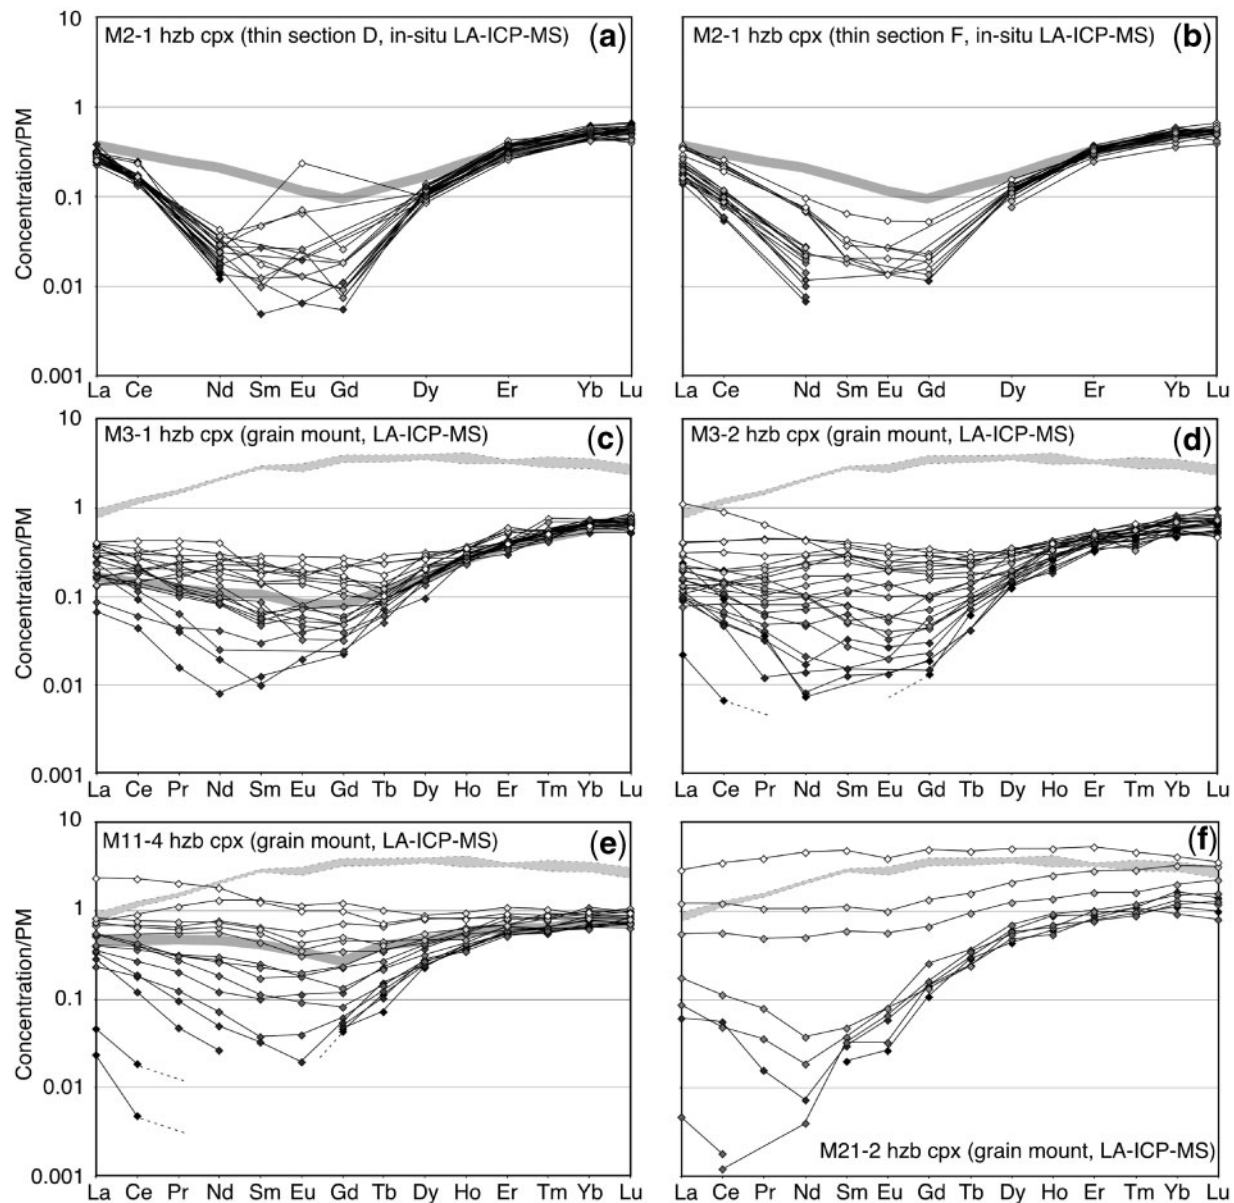 M2-1 hzb cpx (thin section D, in-situ LA-ICP-MS) (a)
10
1
0.1
0.01
0.001
Concentration/PM
La Ce Nd Sm Eu Gd Dy Er Yb Lu
M2-1 hzb cpx (thin section F, in-situ LA-ICP-MS) (b)
La Ce Nd Sm Eu Gd Dy Er Yb Lu
M3-1 hzb cpx (grain mount, LA-ICP-MS) (c)
10
1
0.1
0.01
0.001
Concentration/PM
La Ce Pr Nd Sm Eu Gd Tb Dy Ho Er Tm Yb Lu
M3-2 hzb cpx (grain mount, LA-ICP-MS) (d)
La Ce Pr Nd Sm Eu Gd Tb Dy Ho Er Tm Yb Lu
M11-4 hzb cpx (grain mount, LA-ICP-MS) (e)
10
1
0.1
0.01
0.001
Concentration/PM
La Ce Pr Nd Sm Eu Gd Tb Dy Ho Er Tm Yb Lu
(f)
M21-2 hzb cpx (grain mount, LA-ICP-MS)
La Ce Pr Nd Sm Eu Gd Tb Dy Ho Er Tm Yb Lu